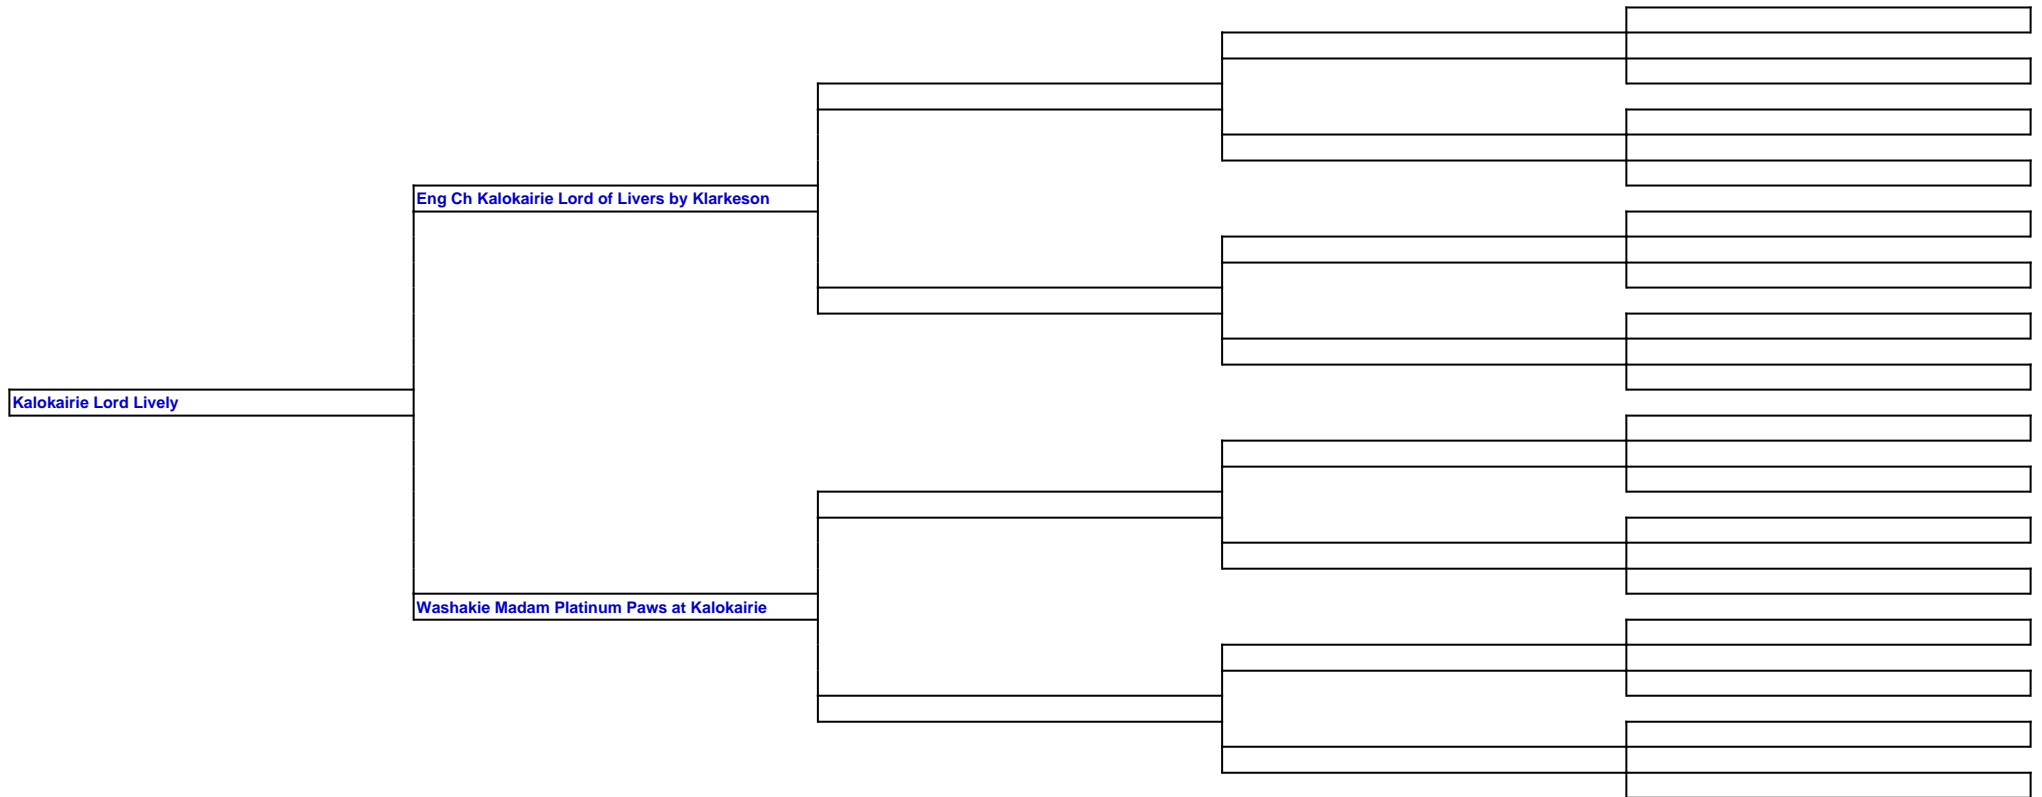 Eng Ch Kalokairie Lord of Livers by Klarkeson
Kalokairie Lord Lively
Washakie Madam Platinum Paws at Kalokairie